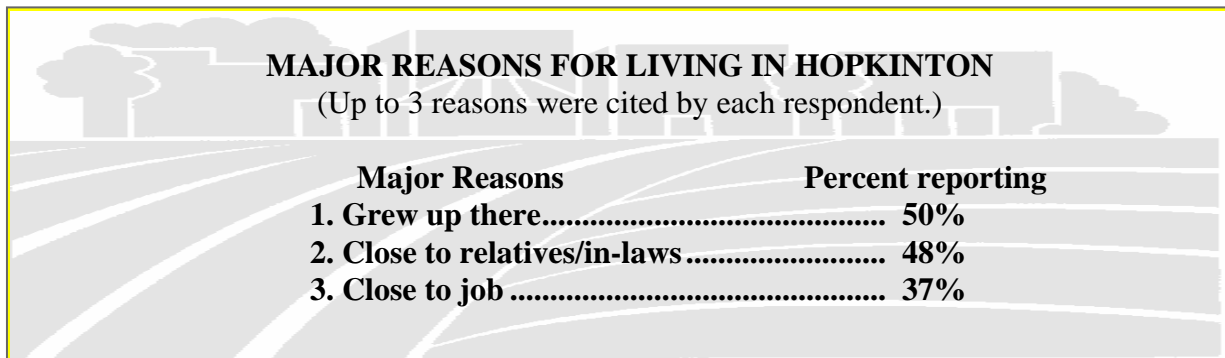 MAJOR REASONS FOR LIVING IN HOPKINTON
(Up to 3 reasons were cited by each respondent.)
Major Reasons Percent reporting
1. Grew up there........................................... 50%
2. Close to relatives/in-laws......................... 48%
3. Close to job............................................... 37%